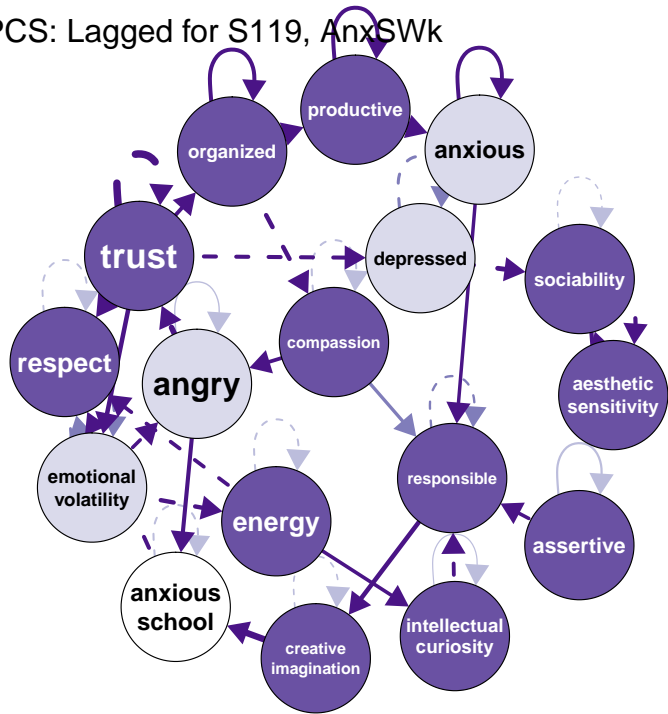 PCS: Lagged for S119, AnxSWk
productive
organized
anxious
trust
depressed
sociability
compassion
respect
angry
aesthetic
sensitivity
emotional
volatility
responsible
energy
assertive
anxious
school
intellectual
curiosity
creative
imagination